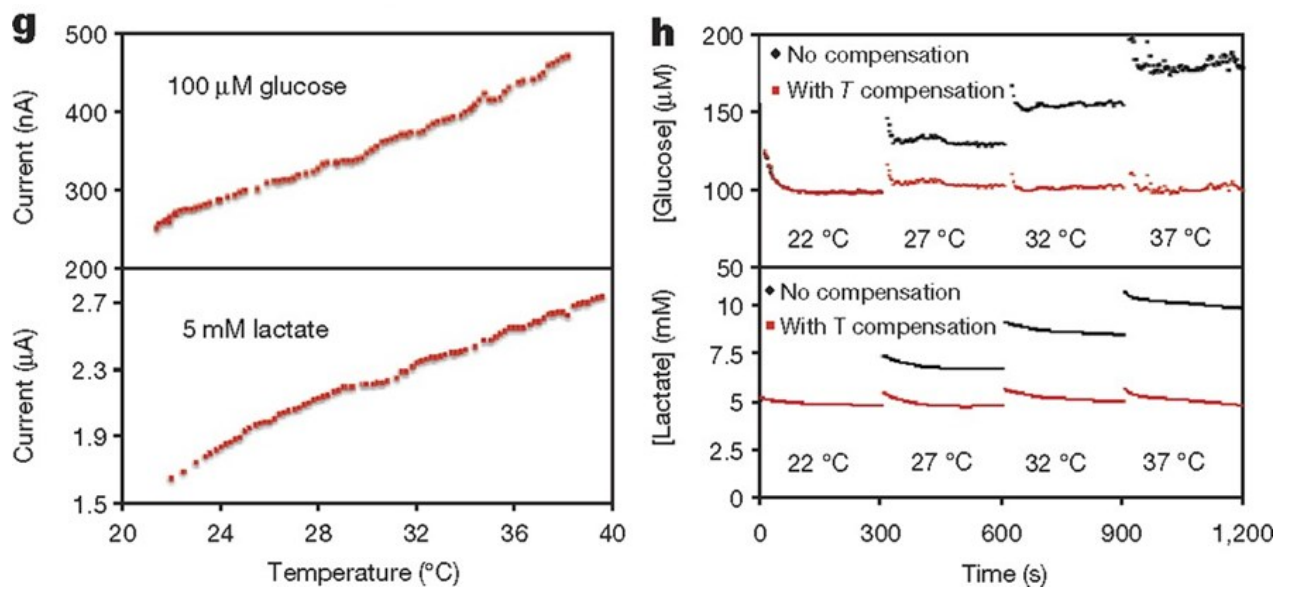 g
500
400
300
200
Current (nA)
100 μM glucose
2.7
2.3
1.9
1.5
Current (μA)
5 mM lactate
20 24 28 32 36 40
Temperature (°C)
h
200
150
100
50
[Glucose] (μM)
No compensation
With T compensation
22 °C 27 °C 32 °C 37 °C
10
7.5
5
2.5
0
[Lactate] (mM)
No compensation
With T compensation
22 °C 27 °C 32 °C 37 °C
0 300 600 900 1,200
Time (s)